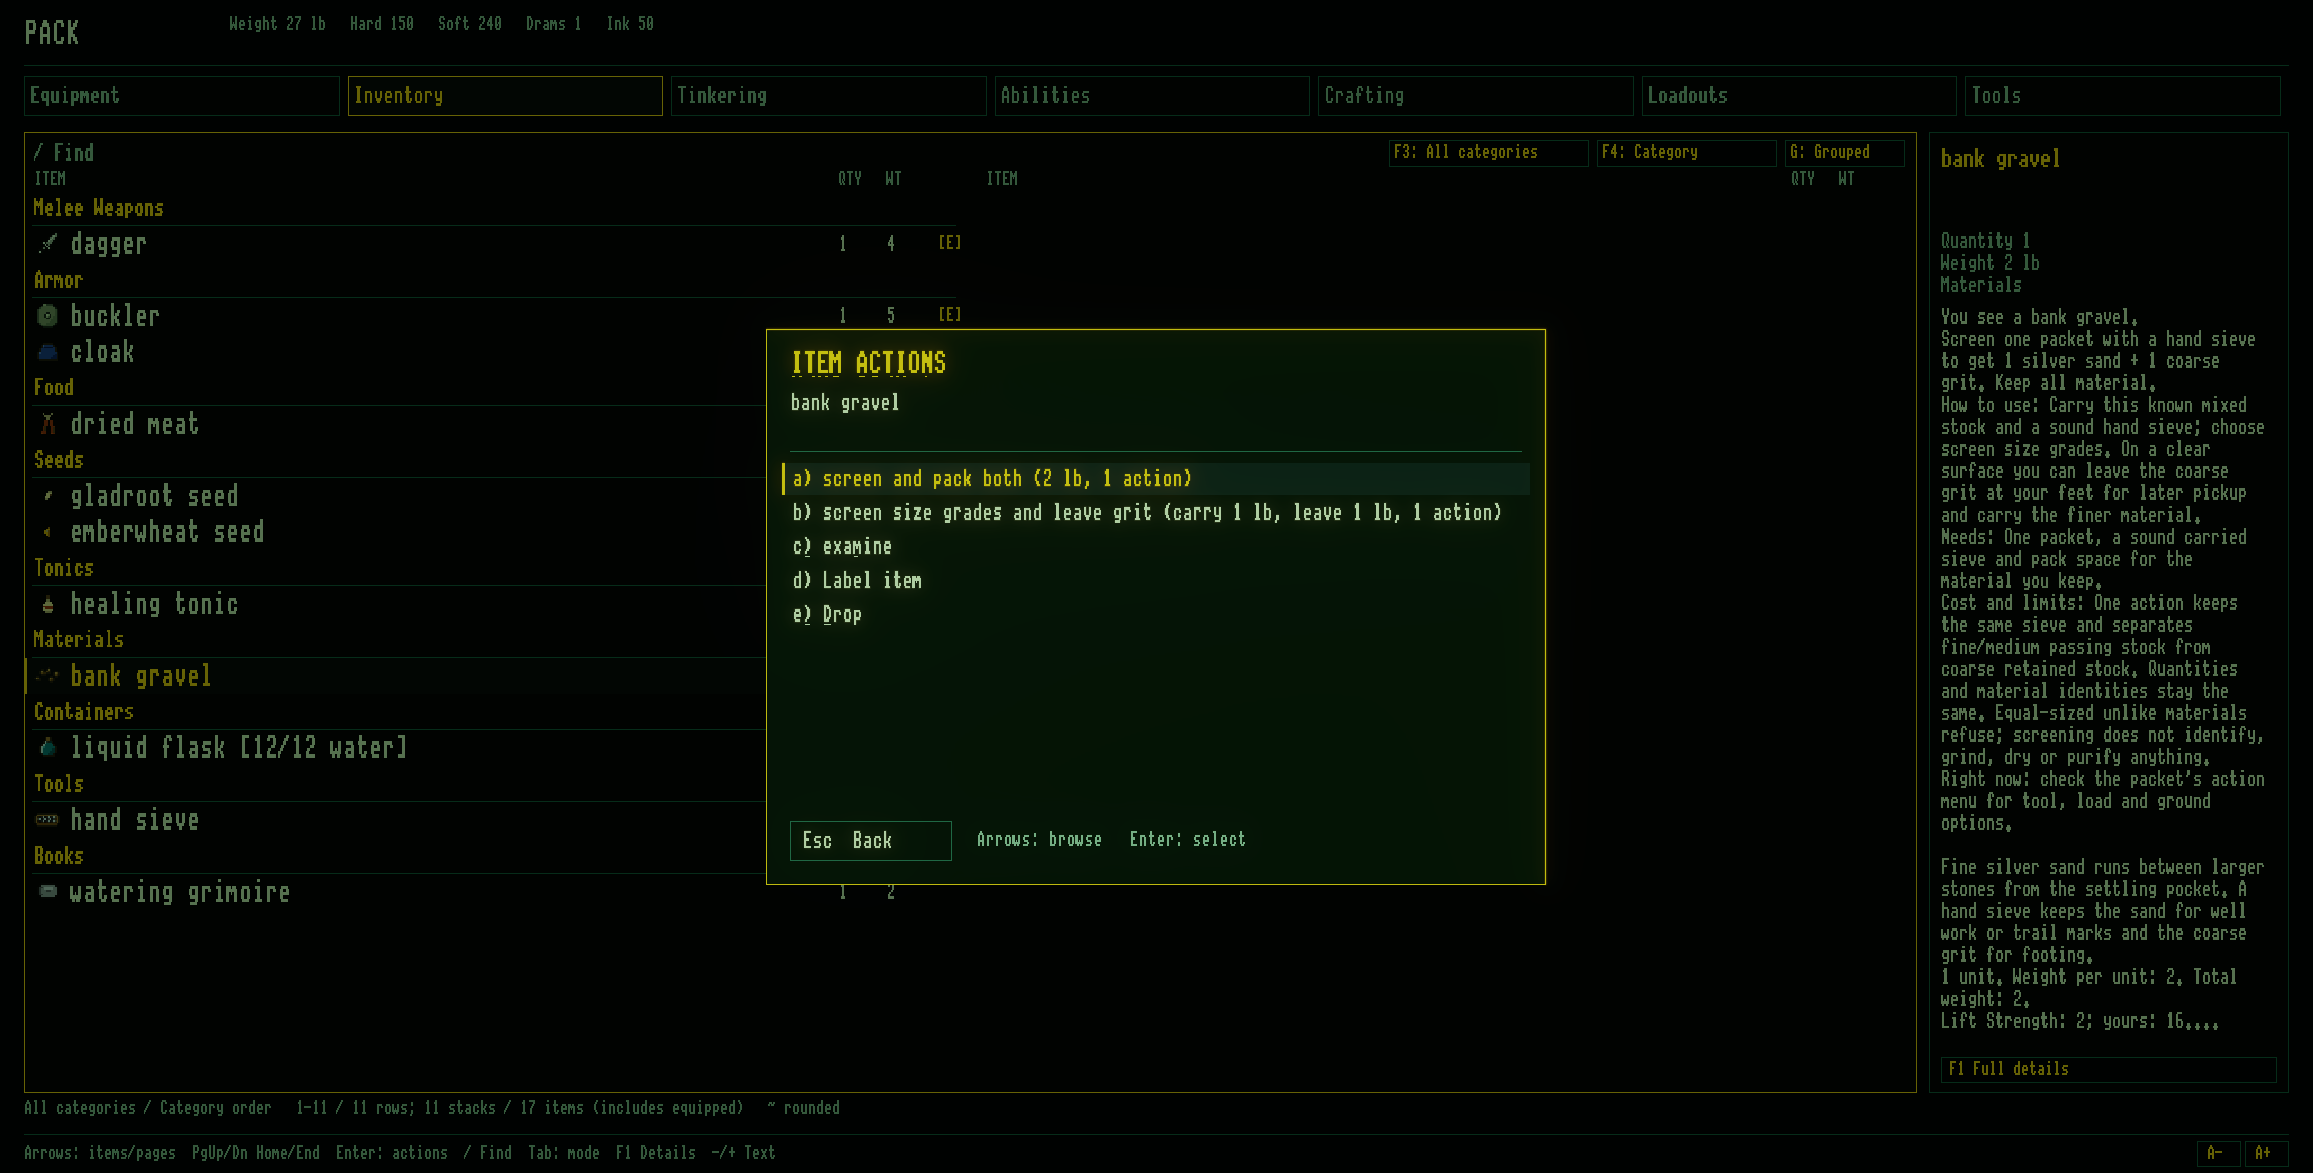 PACK
Weight 27 lb Hard 150 Soft 240 Drams 1 Ink 50
Equipment
Inventory
Tinkering
Abilities
Crafting
Loadouts
Tools
/ Find
F3: All categories
F4: Category
G: Grouped
ITEM QTY WT ITEM QTY WT
Melee Weapons
dagger 1 4 [E]
Armor
buckler 1 5 [E]
cloak
Food
dried meat
Seeds
gladroot seed
emberwheat seed
Tonics
healing tonic
Materials
bank gravel
Containers
liquid flask [12/12 water]
Tools
hand sieve
Books
watering grimoire 1 2
ITEM ACTIONS
bank gravel
a) screen and pack both (2 lb, 1 action)
b) screen size grades and leave grit (carry 1 lb, leave 1 lb, 1 action)
c) examine
d) Label item
e) Drop
Esc Back
Arrows: browse Enter: select
bank gravel
Quantity 1
Weight 2 lb
Materials
You see a bank gravel.
Screen one packet with a hand sieve
to get 1 silver sand + 1 coarse
grit. Keep all material.
How to use: Carry this known mixed
stock and a sound hand sieve; choose
screen size grades. On a clear
surface you can leave the coarse
grit at your feet for later pickup
and carry the finer material.
Needs: One packet, a sound carried
sieve and pack space for the
material you keep.
Cost and limits: One action keeps
the same sieve and separates
fine/medium passing stock from
coarse retained stock. Quantities
and material identities stay the
same. Equal-sized unlike materials
refuse; screening does not identify,
grind, dry or purify anything.
Right now: check the packet's action
menu for tool, load and ground
options.
Fine silver sand runs between larger
stones from the settling pocket. A
hand sieve keeps the sand for well
work or trail marks and the coarse
grit for footing.
1 unit. Weight per unit: 2. Total
weight: 2.
Lift Strength: 2; yours: 16....
F1 Full details
All categories / Category order 1-11 / 11 rows; 11 stacks / 17 items (includes equipped) ~ rounded
Arrows: items/pages PgUp/Dn Home/End Enter: actions / Find Tab: mode F1 Details -/+ Text
A-
A+